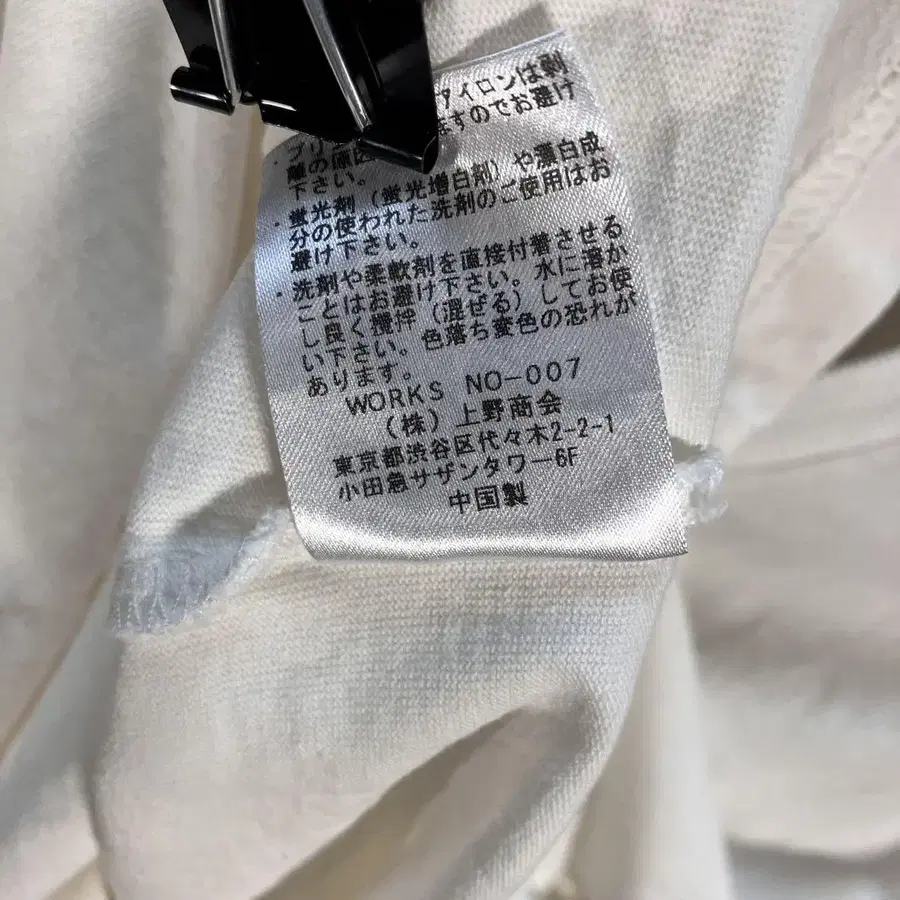 アイロンは剥
ますのでお避け
離の原因
下さい。
・蛍光剤（蛍光増白剤）や漂白成
分の使われた洗剤のご使用はお
避け下さい。
・洗剤や柔軟剤を直接付着させる
ことはお避け下さい。水に溶か
し良く攪拌（混ぜる）してお使
い下さい。色落ち変色の恐れが
あります。
WORKS NO-007
（株）上野商会
東京都渋谷区代々木2-2-1
小田急サザンタワー6F
中国製